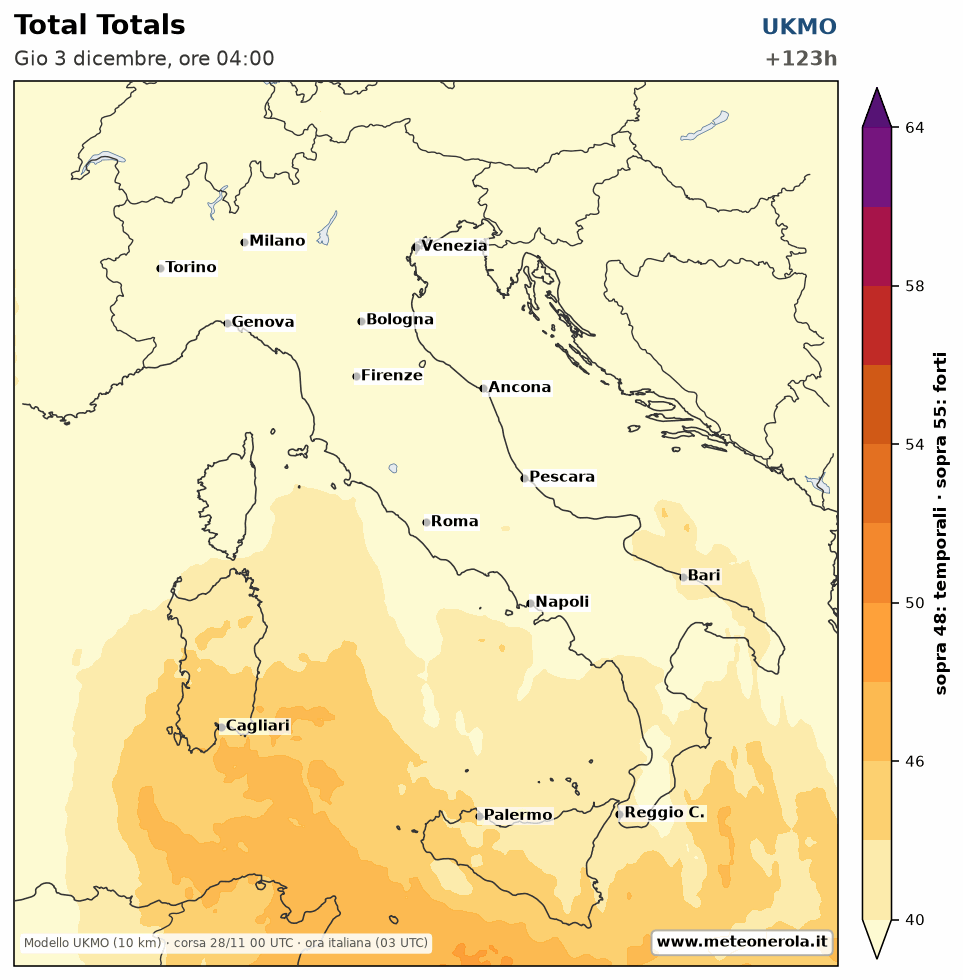 Total Totals
UKMO
Gio 3 dicembre, ore 04:00
+123h
Milano
Venezia
Torino
Genova
Bologna
Firenze
Ancona
Pescara
Roma
Bari
Napoli
Cagliari
Palermo
Reggio C.
64
58
54
50
46
40
sopra 48: temporali · sopra 55: forti
Modello UKMO (10 km) · corsa 28/11 00 UTC · ora italiana (03 UTC)
www.meteonerola.it